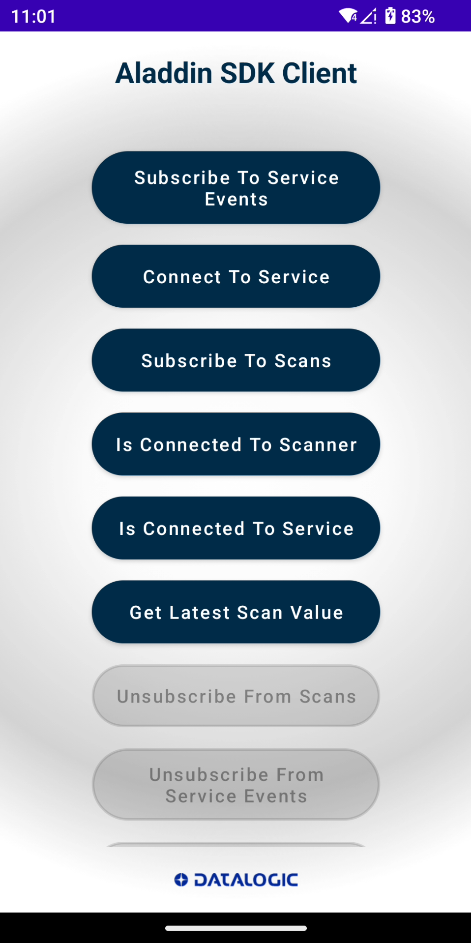 11:01
4
83%
Aladdin SDK Client
Subscribe To Service
Events
Connect To Service
Subscribe To Scans
Is Connected To Scanner
Is Connected To Service
Get Latest Scan Value
Unsubscribe From Scans
Unsubscribe From
Service Events
DATALOGIC